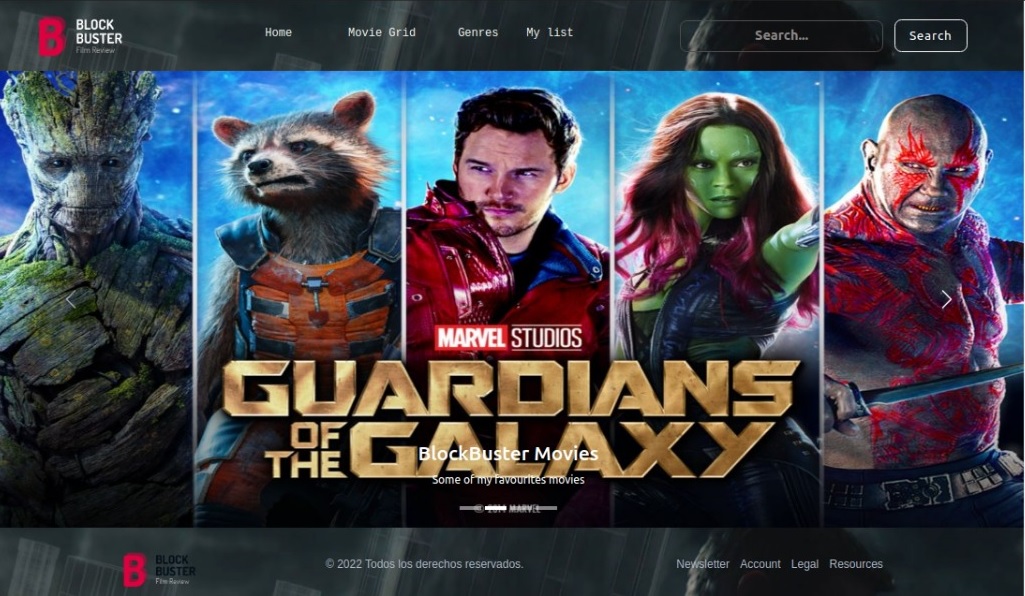 BLOCK
BUSTER
Film Review
Home Movie Grid Genres My list
Search...
Search
MARVEL STUDIOS
GUARDIANS
OF THE GALAXY
BlockBuster Movies
Some of my favourites movies
© 2014 MARVEL
BLOCK
BUSTER
Film Review
© 2022 Todos los derechos reservados.
Newsletter Account Legal Resources